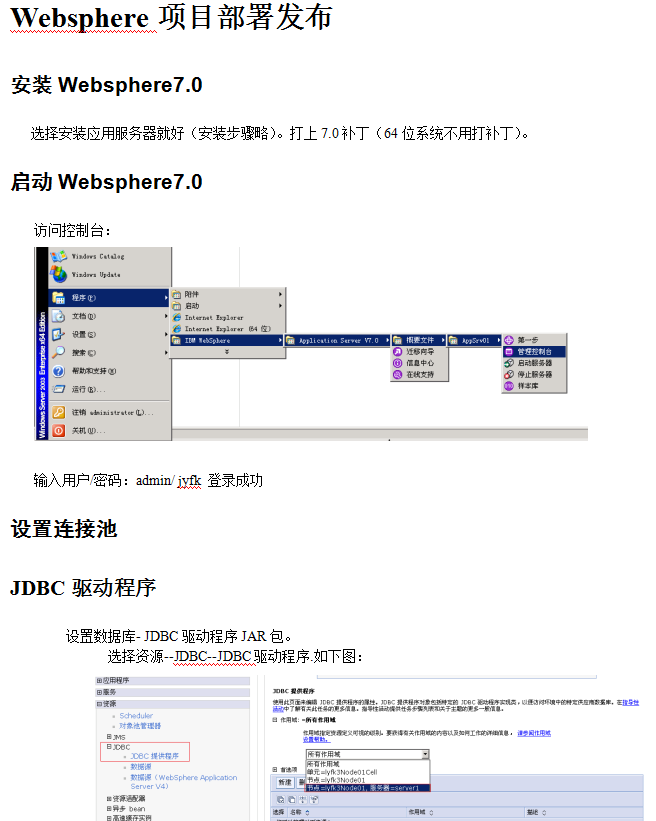 Websphere 项目部署发布
安装 Websphere7.0
选择安装应用服务器就好（安装步骤略）。打上 7.0 补丁（64 位系统不用打补丁）。
启动 Websphere7.0
访问控制台：
Windows Catalog
Windows Update
程序(P)
文档(D)
设置(S)
搜索(C)
帮助和支持(H)
运行(R)...
注销 administrator(L)...
关机(U)...
Windows Server 2003 Enterprise x64 Edition
附件
启动
Internet Explorer
Internet Explorer (64 位)
IBM WebSphere
Application Server V7.0
概要文件
迁移向导
信息中心
在线支持
AppSrv01
第一步
管理控制台
启动服务器
停止服务器
样本库
输入用户/密码：admin/ jyfk 登录成功
设置连接池
JDBC 驱动程序
设置数据库- JDBC 驱动程序 JAR 包。
选择资源--JDBC--JDBC 驱动程序.如下图：
应用程序
服务
资源
Scheduler
对象池管理器
JMS
JDBC
JDBC 提供程序
数据源
数据源（WebSphere Application
Server V4）
资源适配器
异步 bean
高速缓存实例
JDBC 提供程序
使用此页面来编辑 JDBC 提供程序的属性。JDBC 提供程序对象包括特定的 JDBC 驱动程序实现类，以便访问环境中的特定供应商数据库。在指导性
活动中了解有关此任务的更多信息。指导性活动提供任务步骤列表和关于主题的更多一般信息。
作用域: =所有作用域
作用域指定资源定义可视的级别。要获得有关作用域的内容以及如何工作的详细信息，请参阅作用域
设置帮助。
所有作用域
所有作用域
单元=jyfk3Node01Cell
节点=jyfk3Node01
节点=jyfk3Node01, 服务器=server1
首选项
新建
选择 名称 作用域 描述